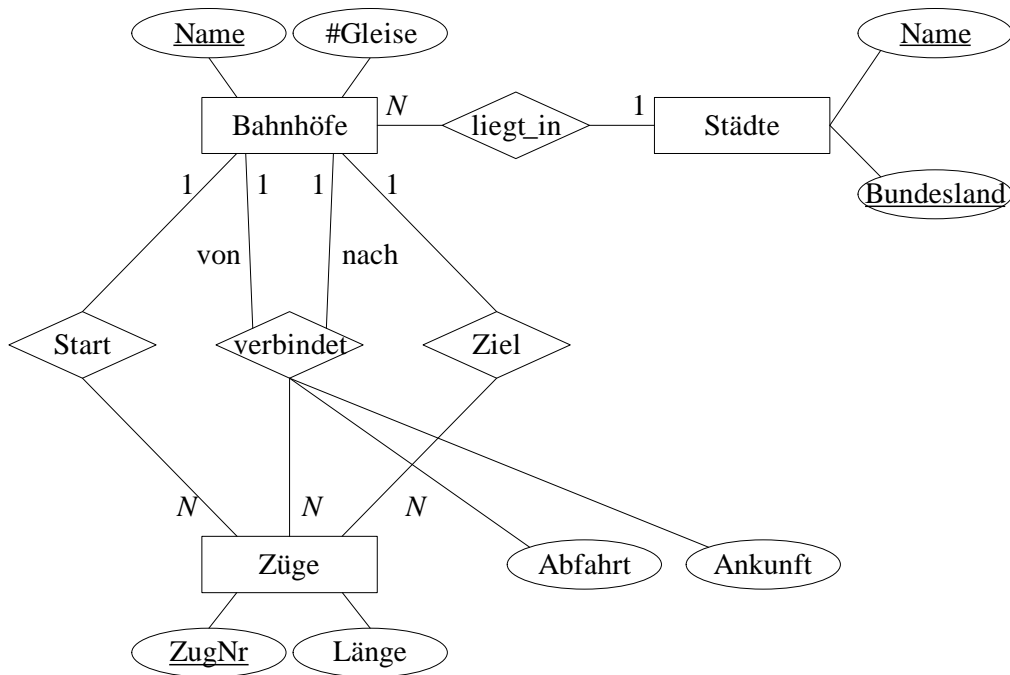 Name #Gleise Name
Bahnhöfe N liegt_in 1 Städte
1 1 1 1
Bundesland
von nach
Start verbindet Ziel
N N N
Züge Abfahrt Ankunft
ZugNr Länge